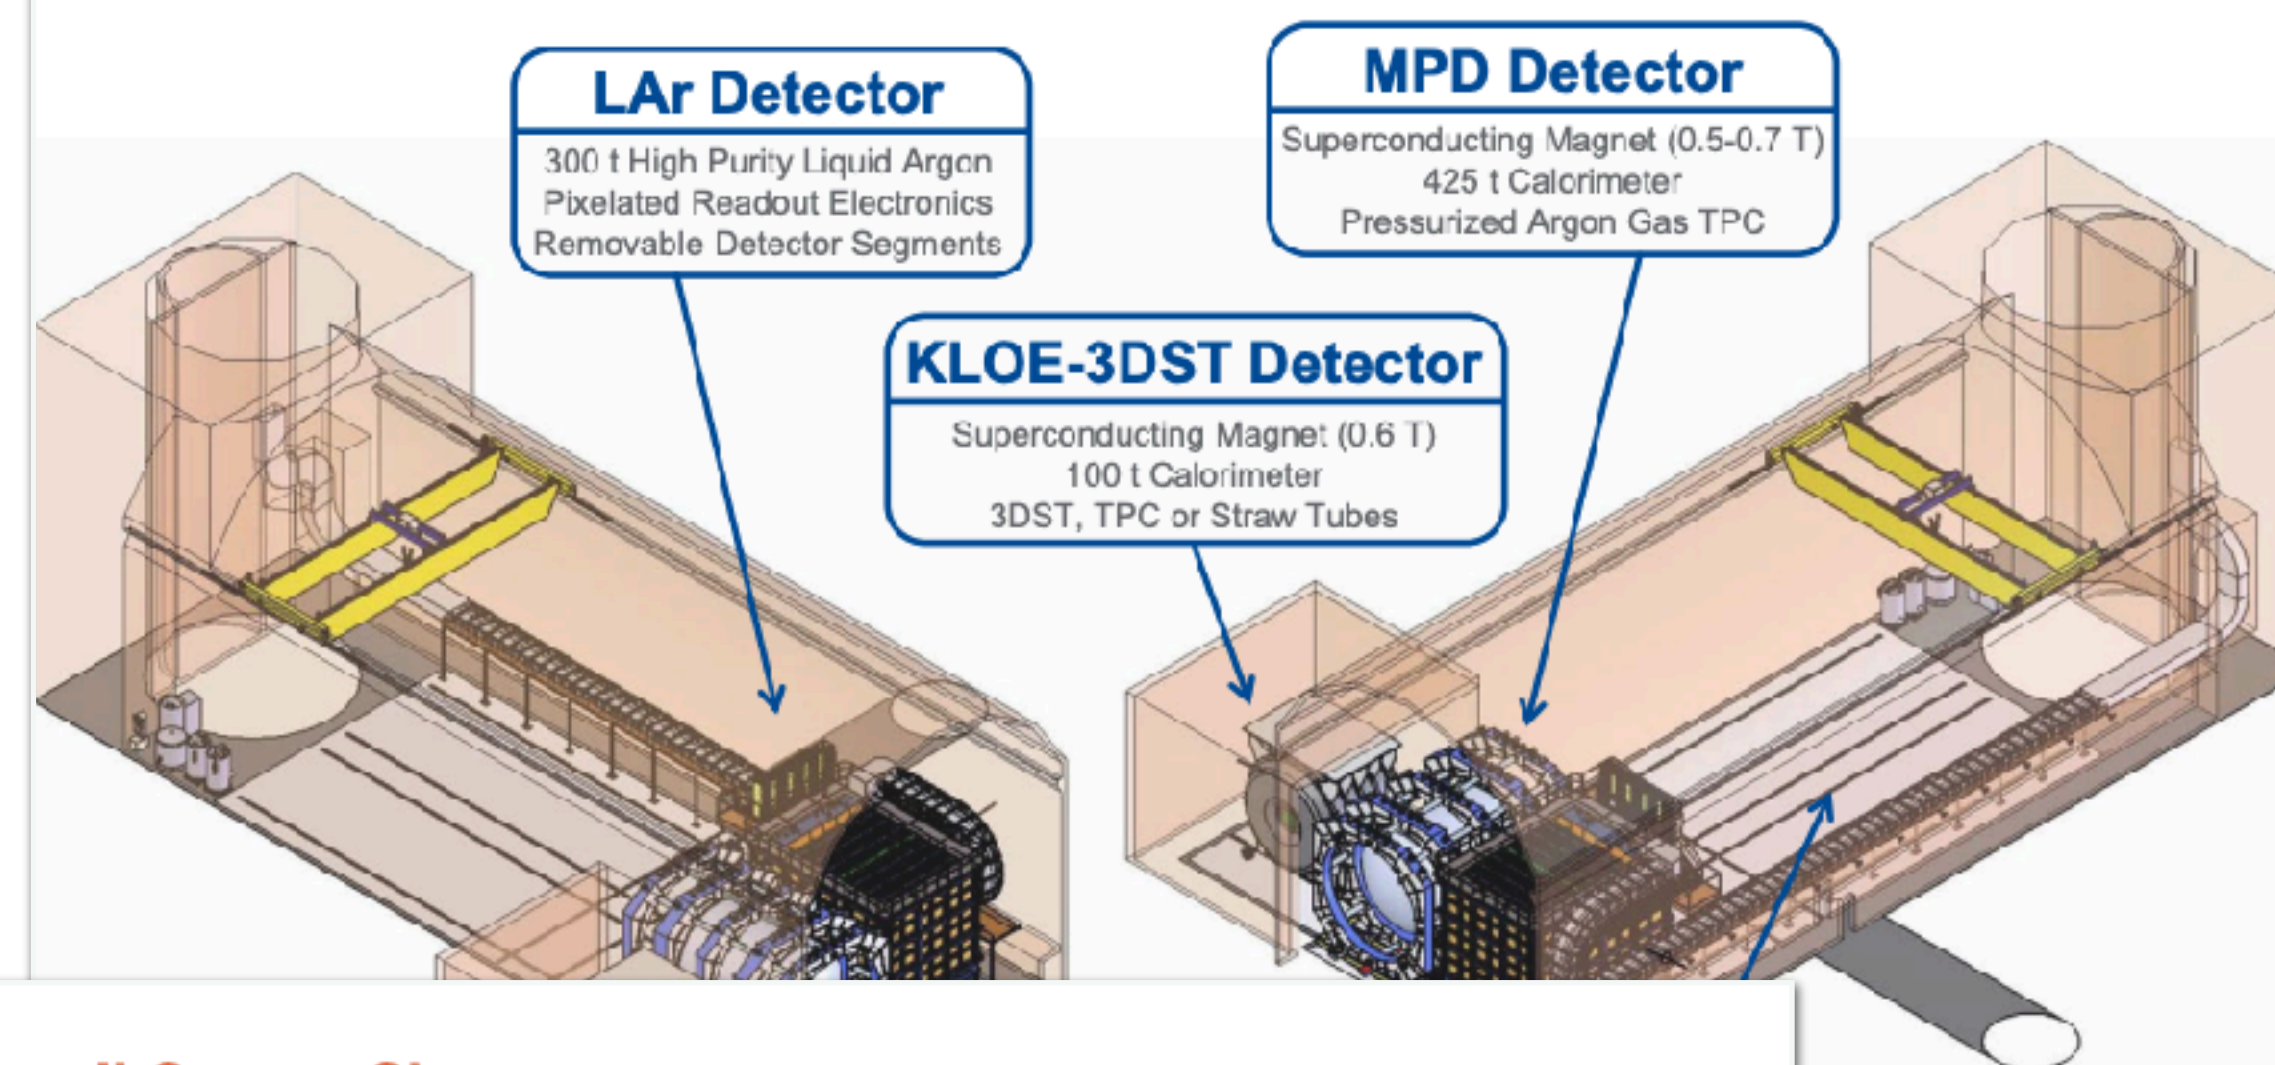 LAr Detector
300 t High Purity Liquid Argon
Pixelated Readout Electronics
Removable Detector Segments
MPD Detector
Superconducting Magnet (0.5-0.7 T)
425 t Calorimeter
Pressurized Argon Gas TPC
KLOE-3DST Detector
Superconducting Magnet (0.6 T)
100 t Calorimeter
3DST, TPC or Straw Tubes